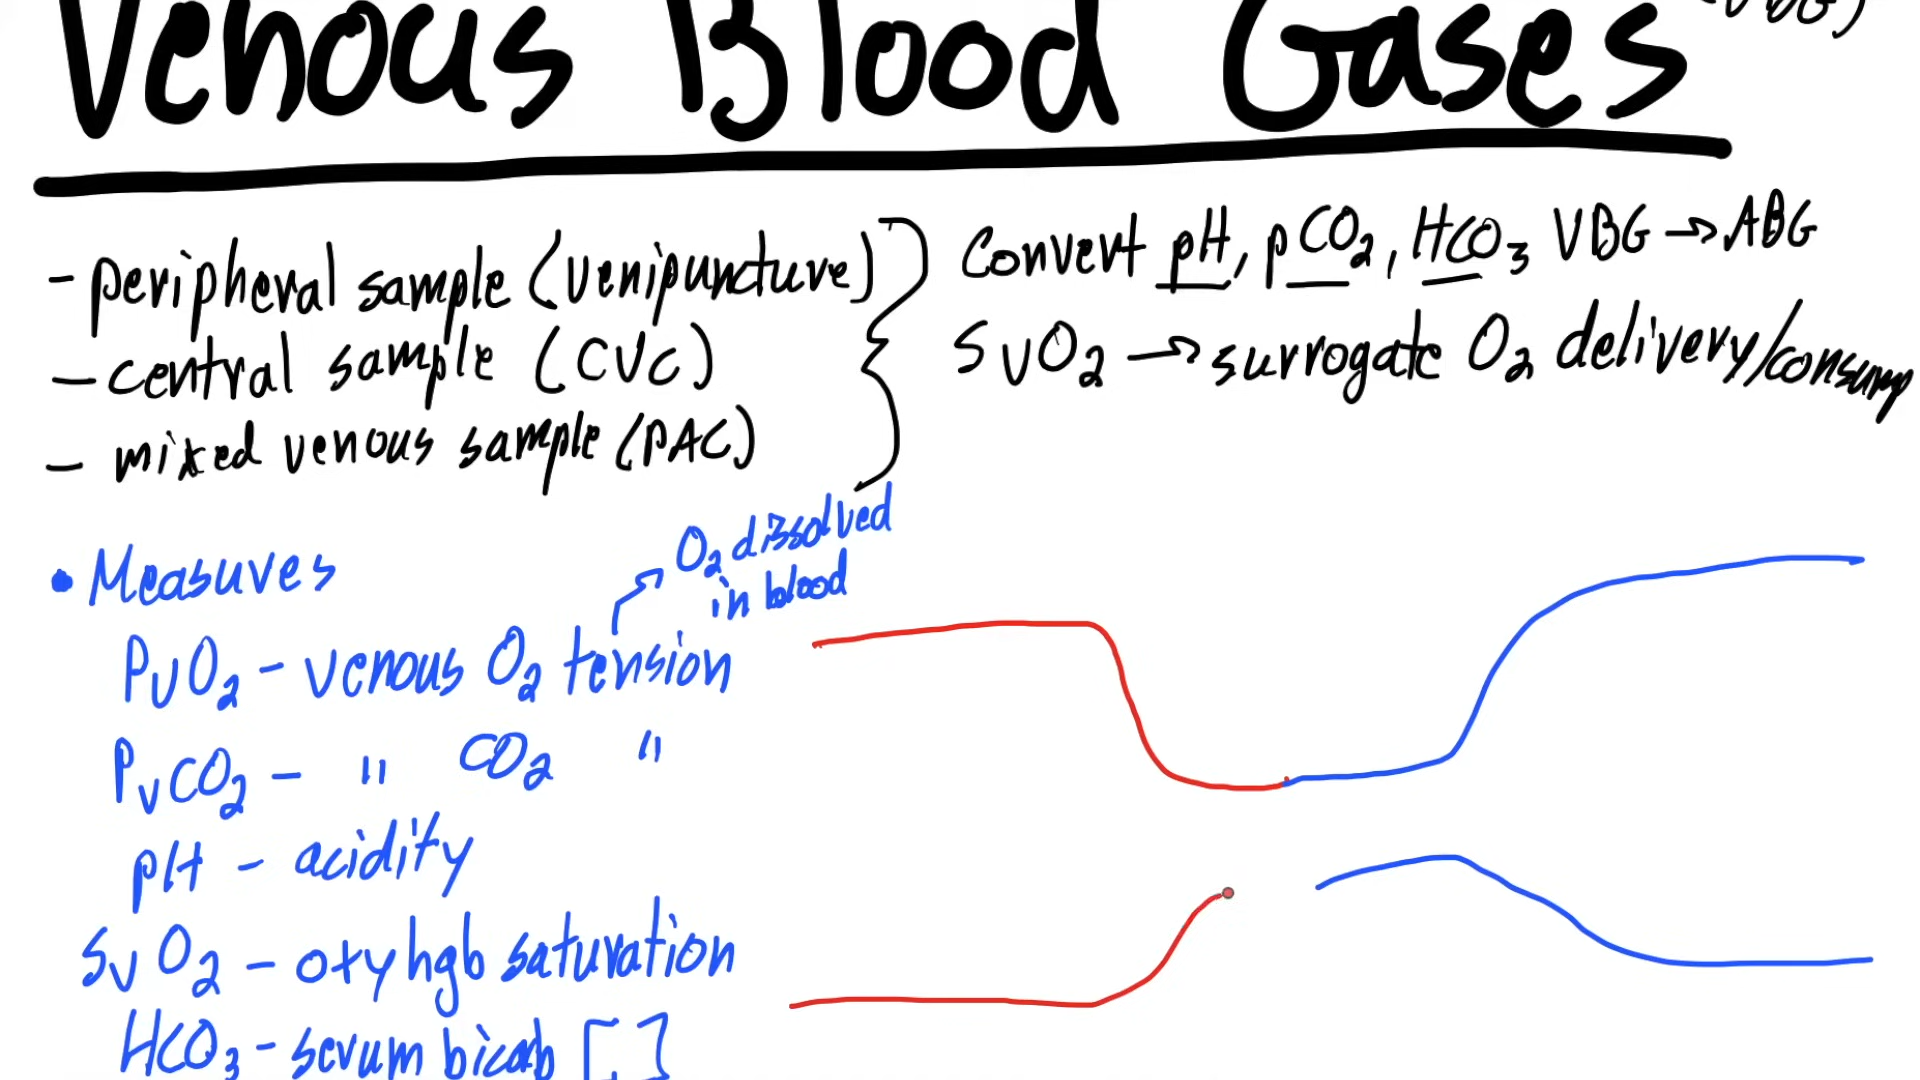 Venous Blood Gases (VBG)
- peripheral sample (venipuncture)
- central sample (CVC)
- mixed venous sample (PAC)
Convert pH, pCO2, HCO3 VBG → ABG
SvO2 → surrogate O2 delivery/consump
• Measures
O2 dissolved
in blood
PvO2 - venous O2 tension
PvCO2 - " CO2 "
pH - acidity
SvO2 - oxyhgb saturation
HCO3 - serum bicarb [ ]